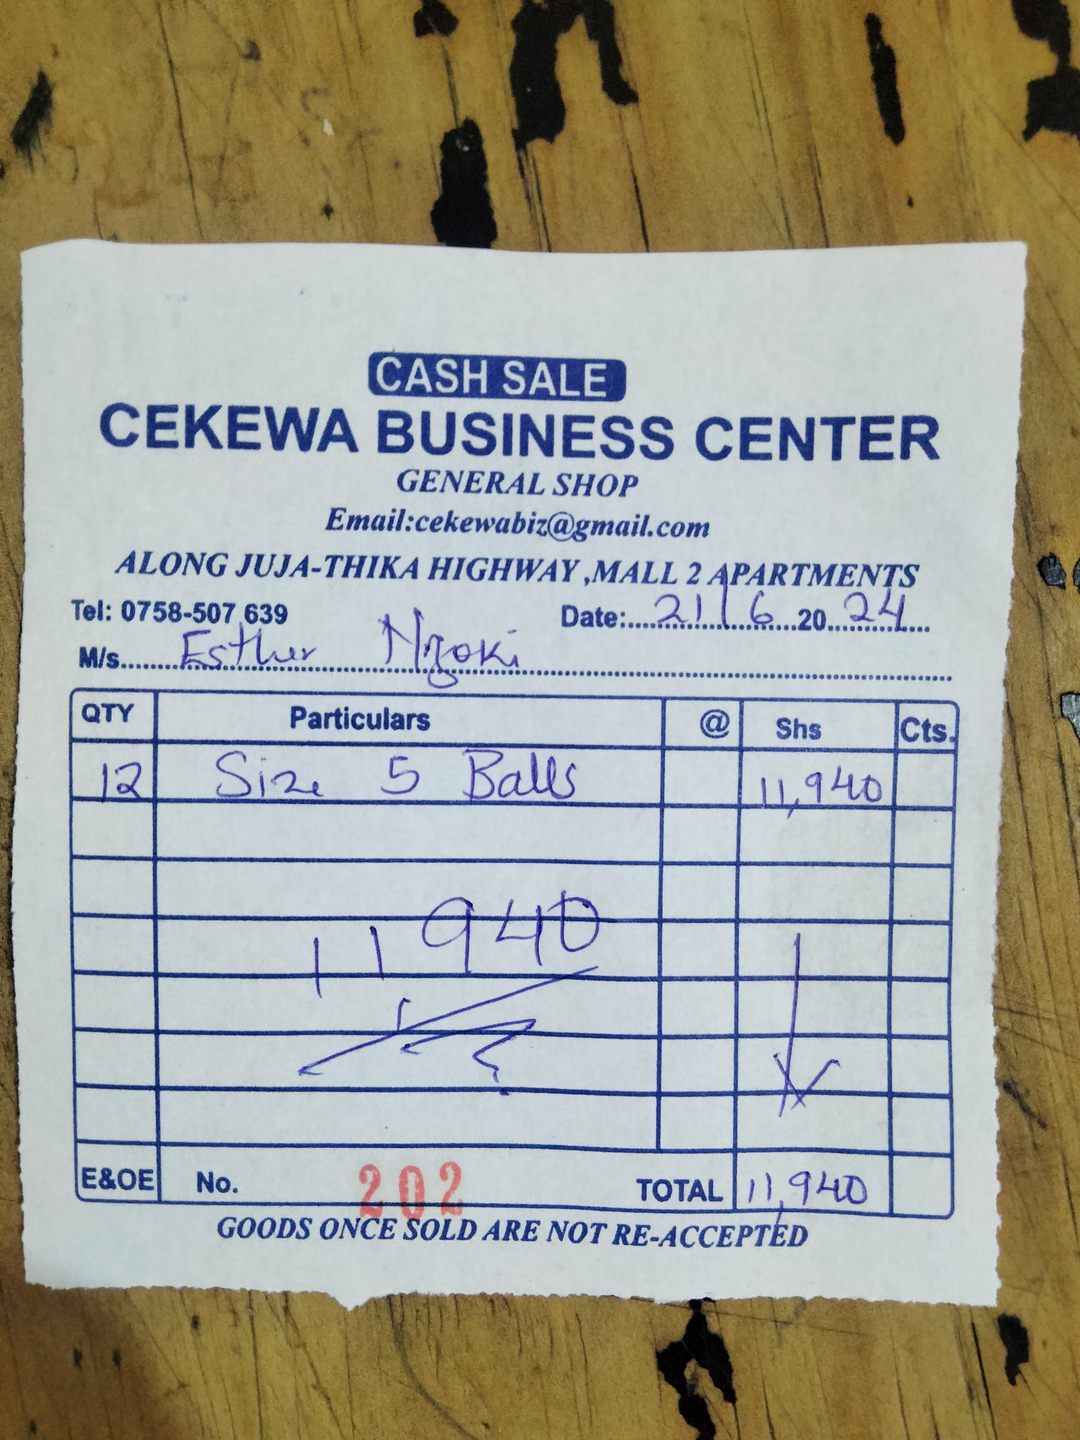 CASH SALE
CEKEWA BUSINESS CENTER
GENERAL SHOP
Email:cekewabiz@gmail.com
ALONG JUJA-THIKA HIGHWAY ,MALL 2 APARTMENTS
Tel: 0758-507 639 Date:....21/6....20...24...
M/s...... Esther Ngoki
QTY Particulars @ Shs Cts.
12 Size 5 Balls 11,940
11940
E&OE No. 202 TOTAL 11,940
GOODS ONCE SOLD ARE NOT RE-ACCEPTED